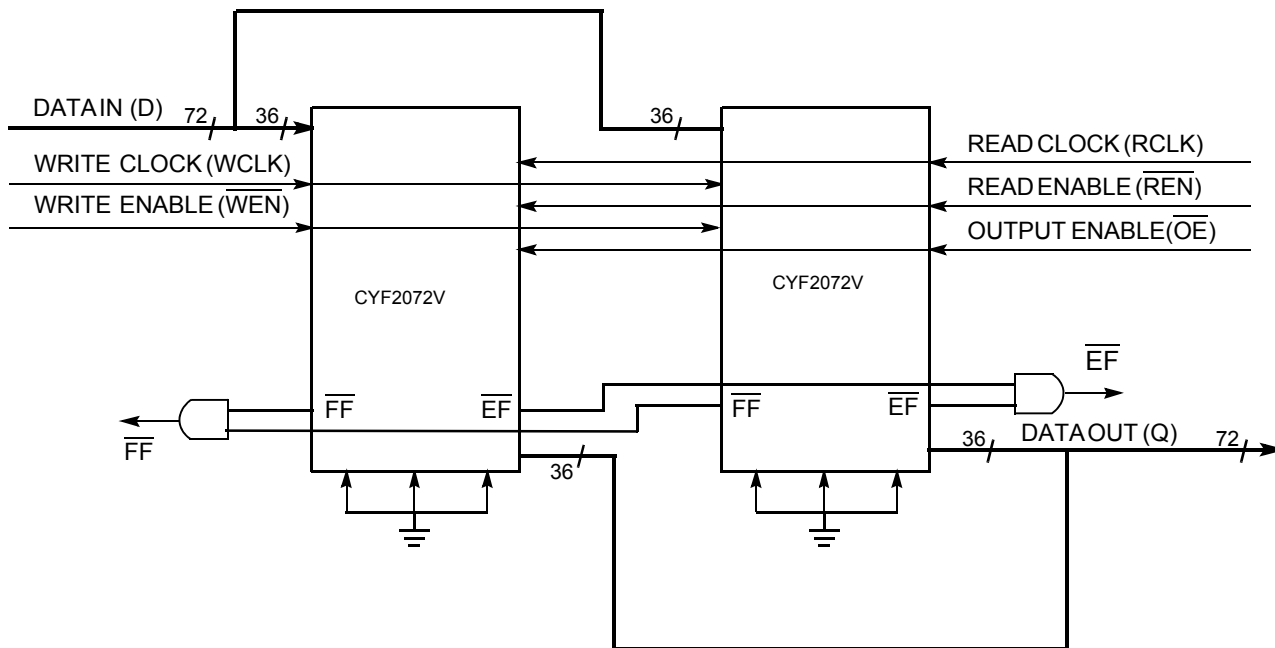 DATA IN (D)
72
36
36
WRITE CLOCK (WCLK)
READ CLOCK (RCLK)
WRITE ENABLE (WEN)
READ ENABLE (REN)
OUTPUT ENABLE (OE)
CYF2072V
CYF2072V
FF
EF
FF
EF
EF
FF
36
36
DATA OUT (Q)
72